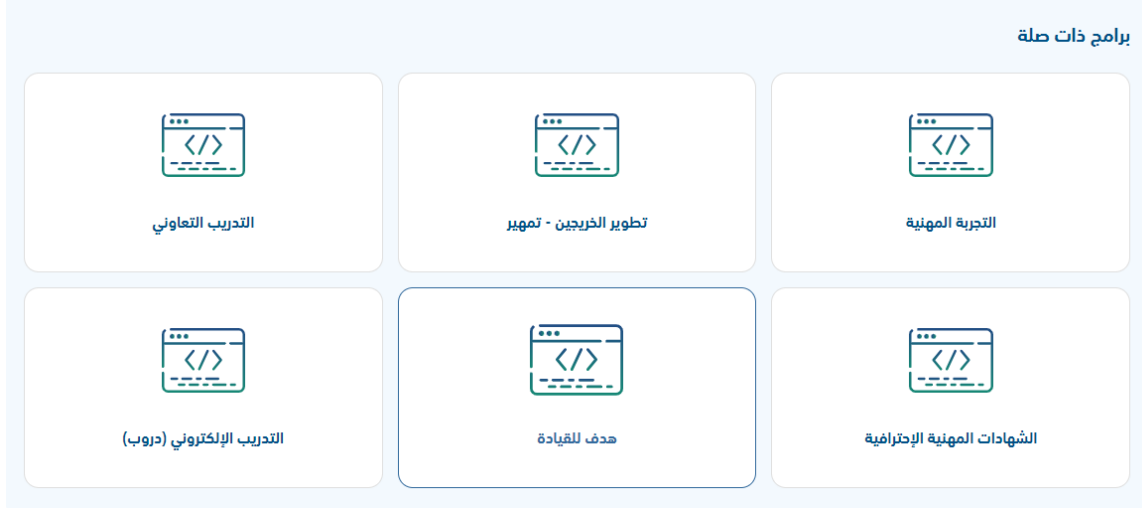 برامج ذات صلة
التجربة المهنية
تطوير الخريجين - تمهير
التدريب التعاوني
الشهادات المهنية الإحترافية
هدف للقيادة
التدريب الإلكتروني (دروب)